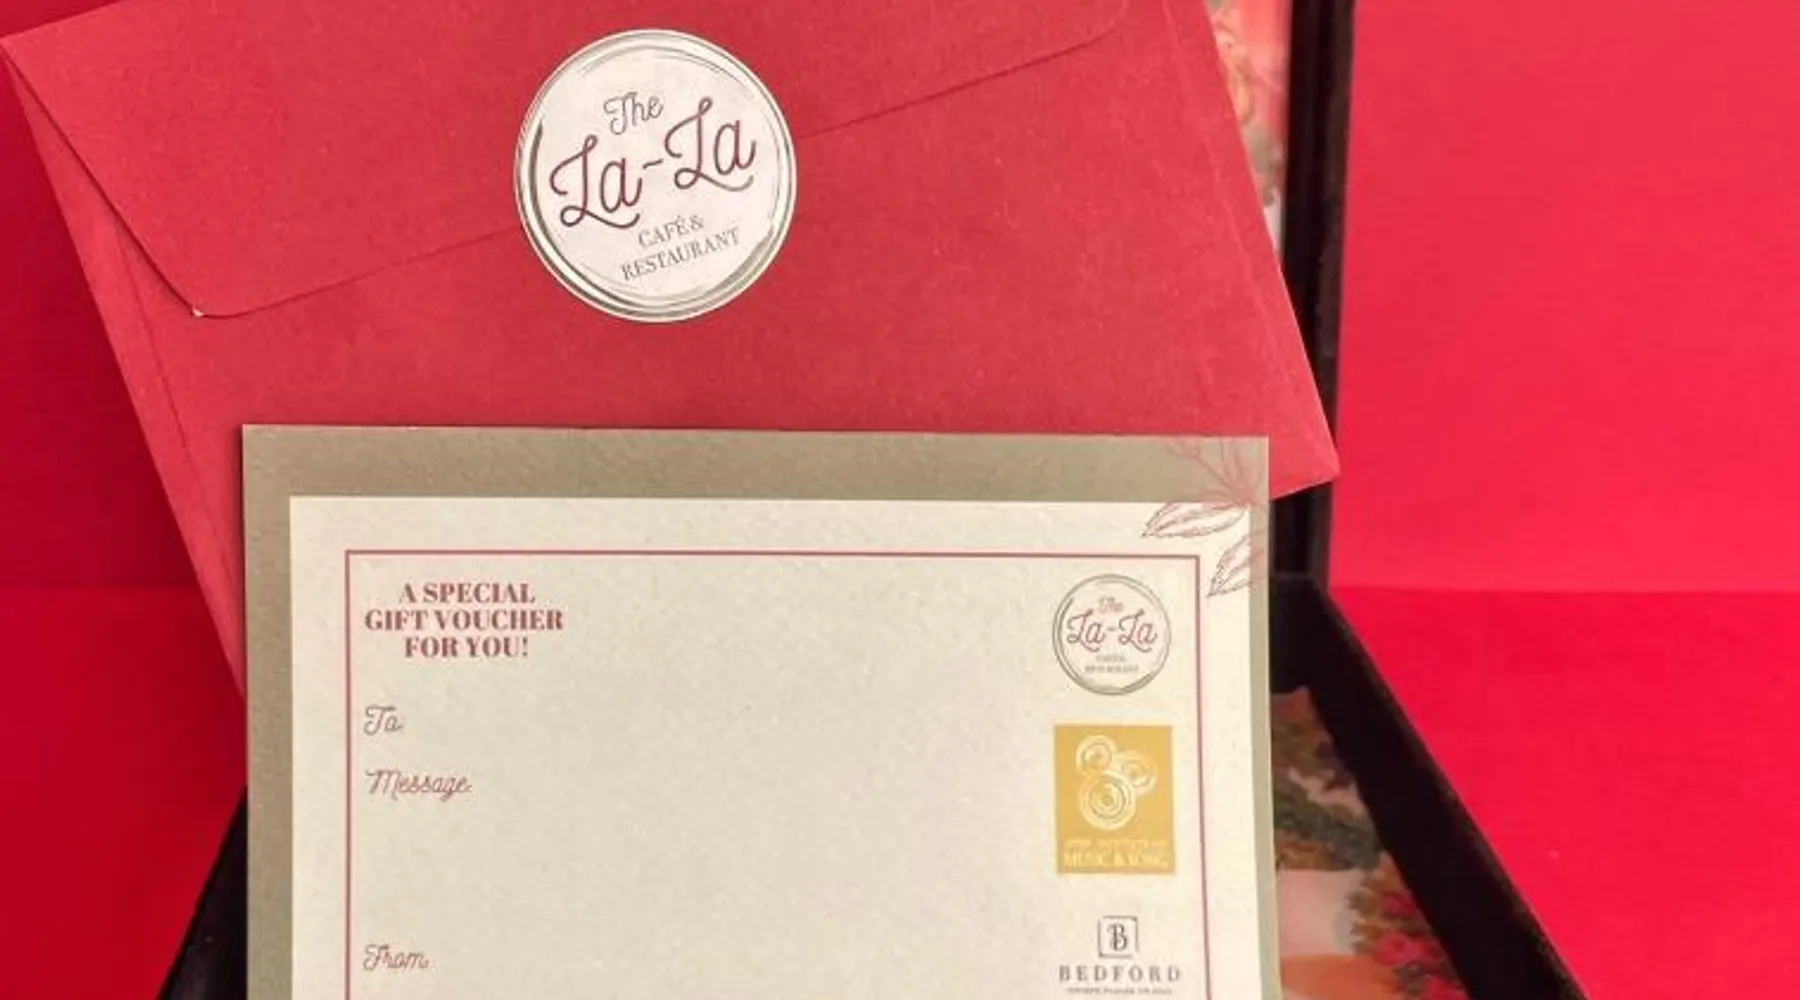 The
La-La
CAFÉ &
RESTAURANT
A SPECIAL
GIFT VOUCHER
FOR YOU!
To
Message:
From:
The
La-La
MUSIC & SONG
B
BEDFORD